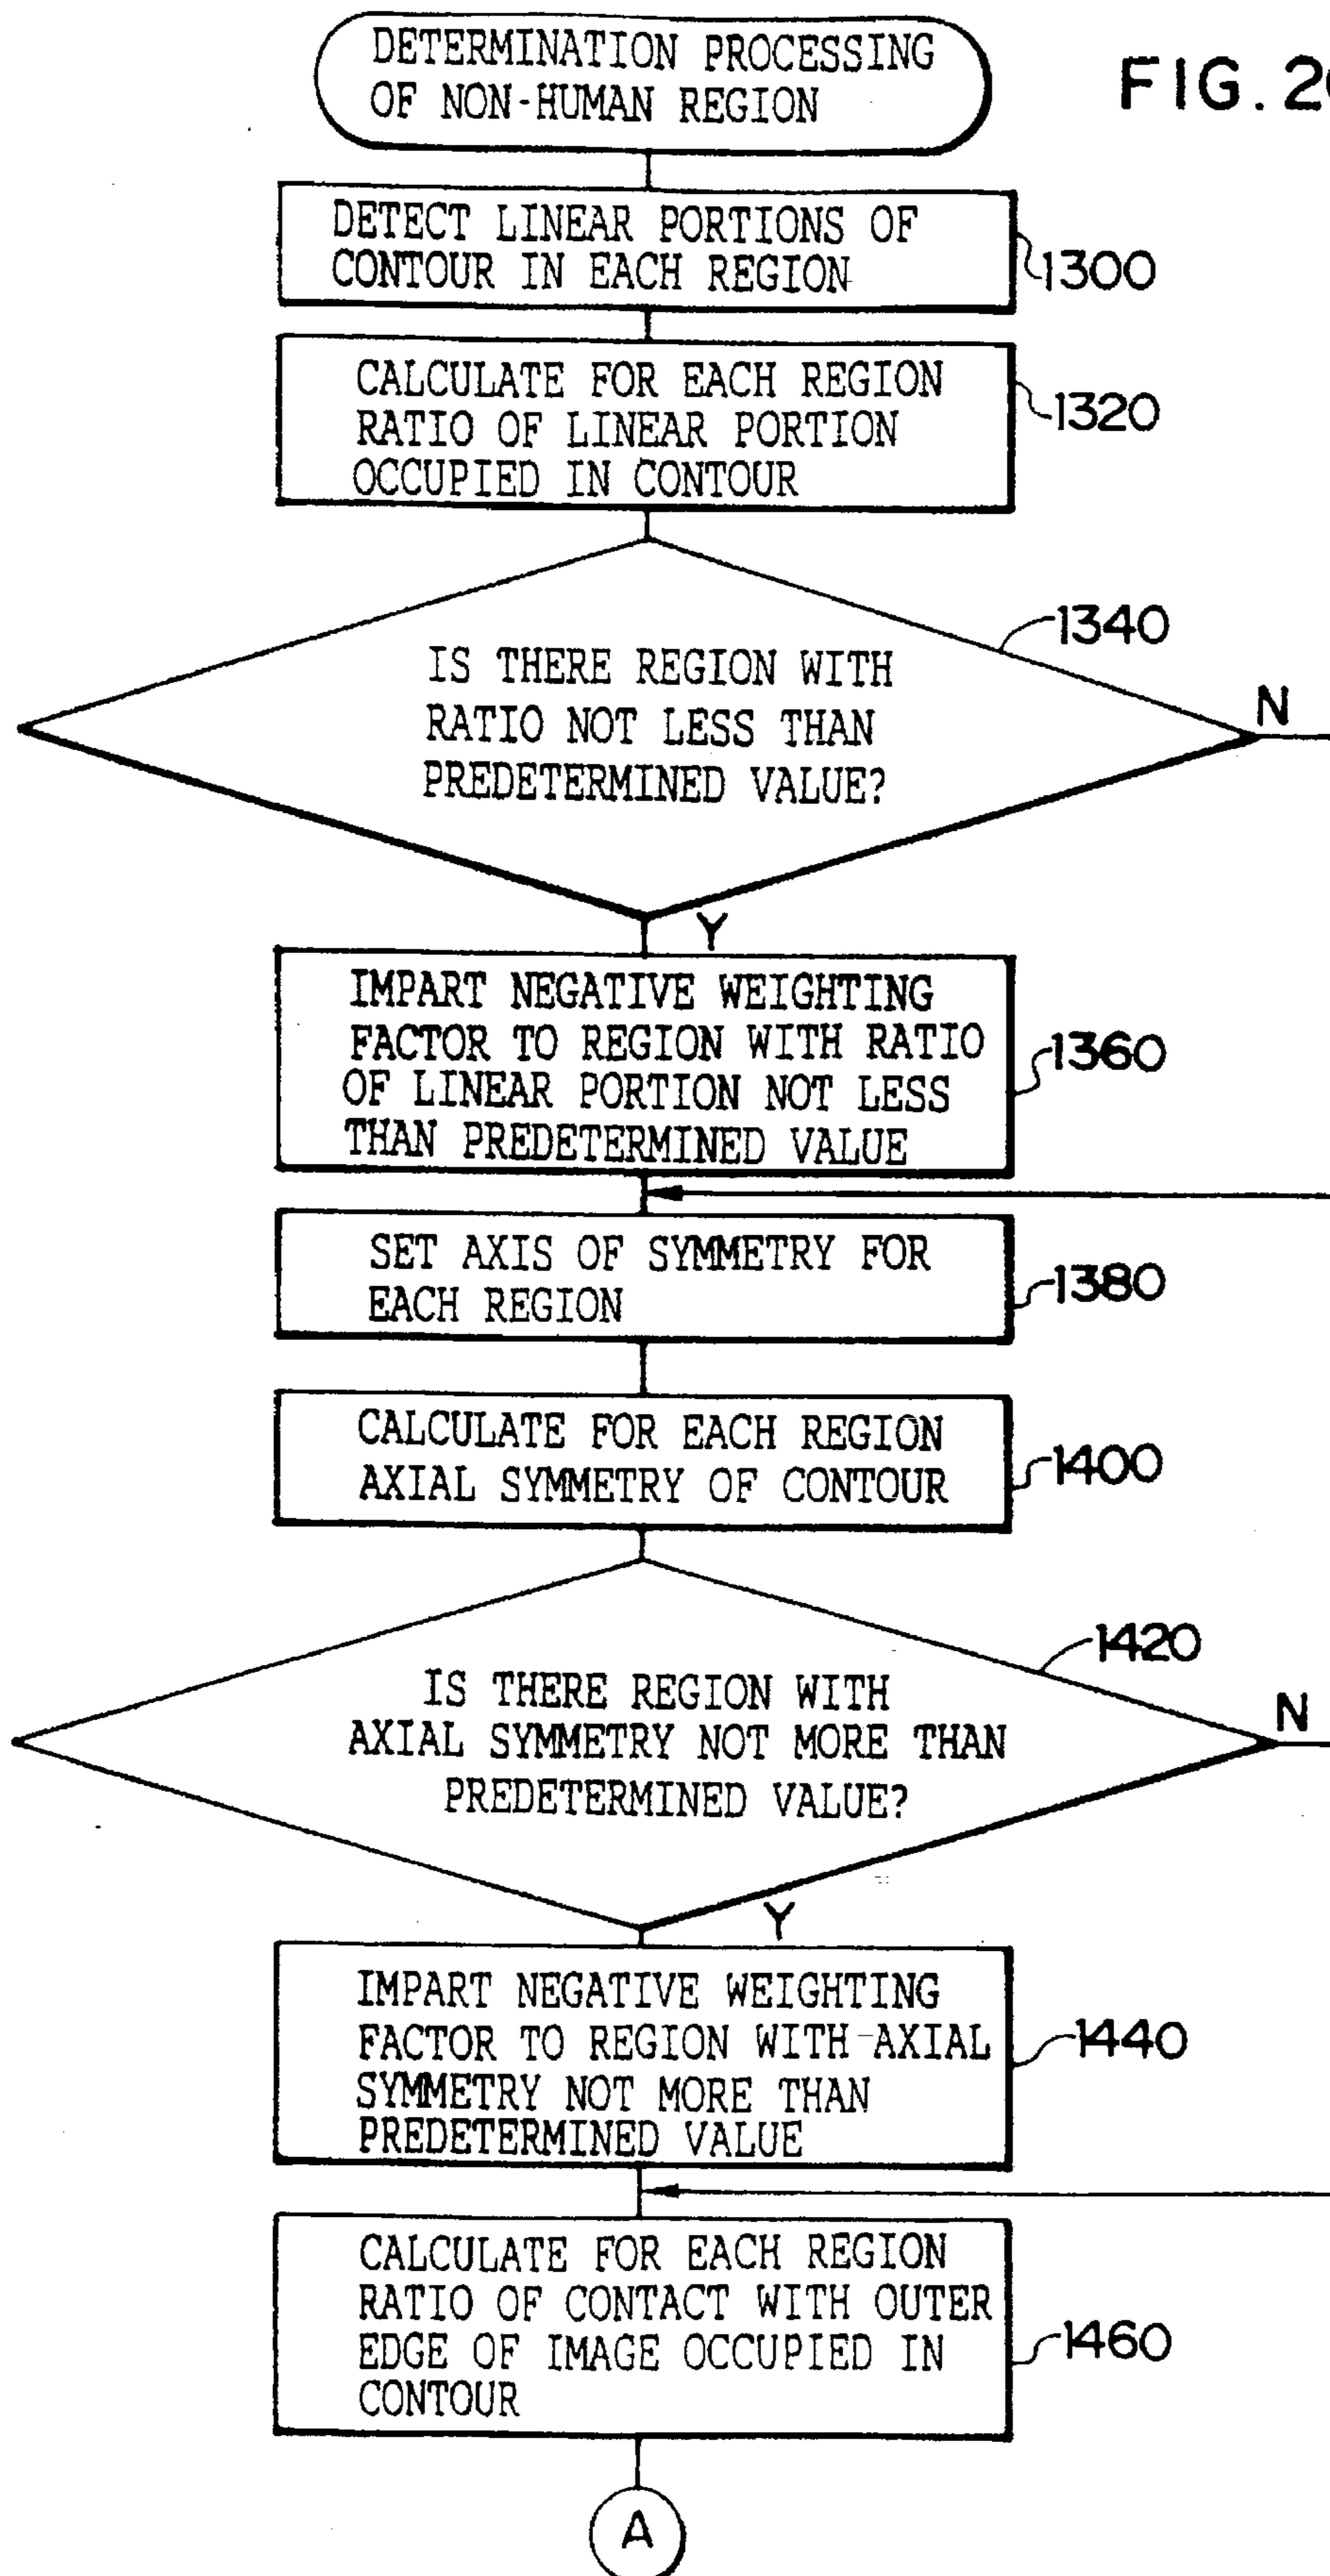 DETERMINATION PROCESSING
OF NON-HUMAN REGION
FIG. 2
DETECT LINEAR PORTIONS OF
CONTOUR IN EACH REGION
1300
CALCULATE FOR EACH REGION
RATIO OF LINEAR PORTION
OCCUPIED IN CONTOUR
1320
1340
IS THERE REGION WITH
RATIO NOT LESS THAN
PREDETERMINED VALUE?
N
Y
IMPART NEGATIVE WEIGHTING
FACTOR TO REGION WITH RATIO
OF LINEAR PORTION NOT LESS
THAN PREDETERMINED VALUE
1360
SET AXIS OF SYMMETRY FOR
EACH REGION
1380
CALCULATE FOR EACH REGION
AXIAL SYMMETRY OF CONTOUR
1400
1420
IS THERE REGION WITH
AXIAL SYMMETRY NOT MORE THAN
PREDETERMINED VALUE?
N
Y
IMPART NEGATIVE WEIGHTING
FACTOR TO REGION WITH AXIAL
SYMMETRY NOT MORE THAN
PREDETERMINED VALUE
1440
CALCULATE FOR EACH REGION
RATIO OF CONTACT WITH OUTER
EDGE OF IMAGE OCCUPIED IN
CONTOUR
1460
A